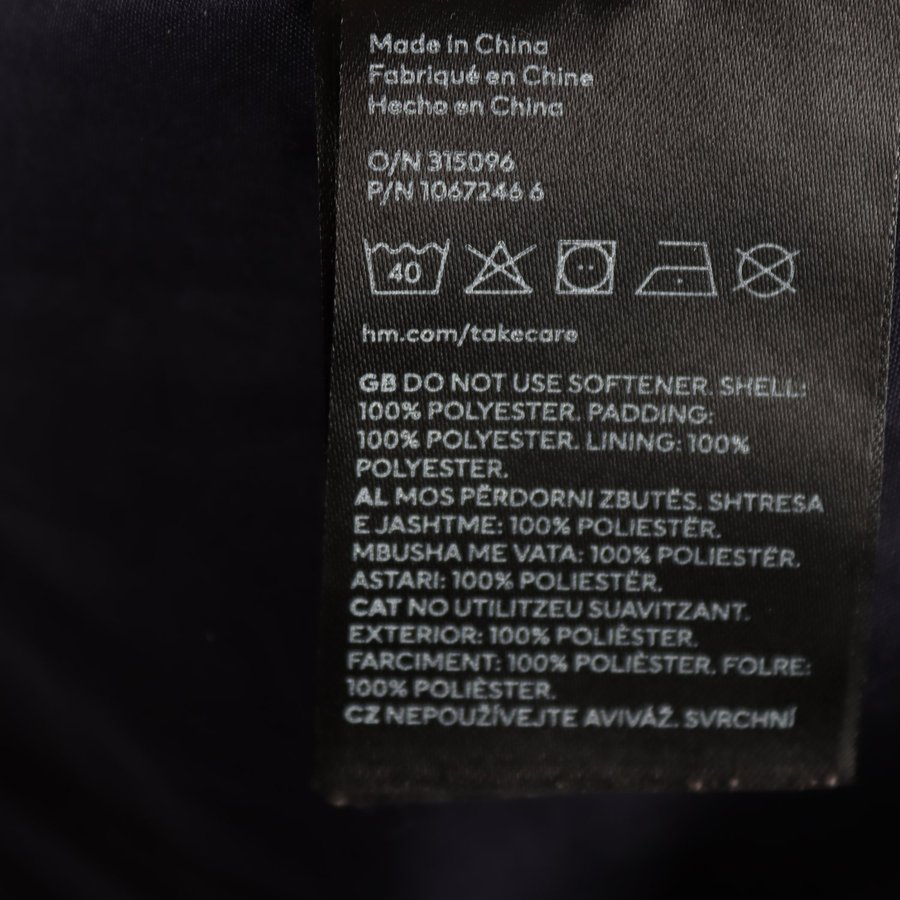 Made in China
Fabriqué en Chine
Hecho en China
O/N 315096
P/N 1067246 6
40
hm.com/takecare
GB DO NOT USE SOFTENER. SHELL:
100% POLYESTER. PADDING:
100% POLYESTER. LINING: 100%
POLYESTER.
AL MOS PËRDORNI ZBUTËS. SHTRESA
E JASHTME: 100% POLIESTËR.
MBUSHA ME VATA: 100% POLIESTËR.
ASTARI: 100% POLIESTËR.
CAT NO UTILITZEU SUAVITZANT.
EXTERIOR: 100% POLIÈSTER.
FARCIMENT: 100% POLIÈSTER. FOLRE:
100% POLIÈSTER.
CZ NEPOUŽÍVEJTE AVIVÁŽ. SVRCHNÍ